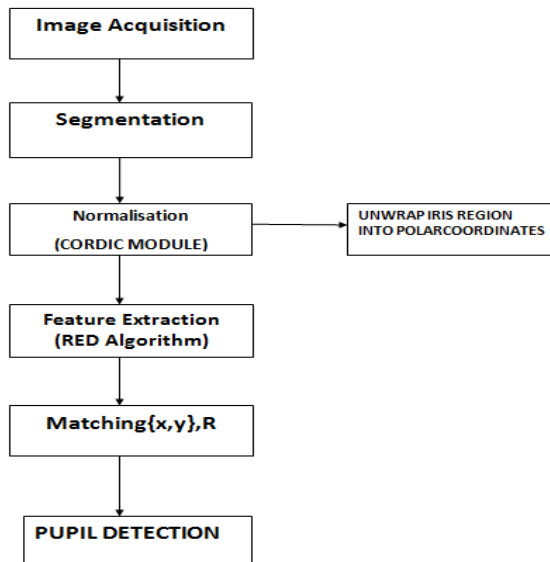 Image Acquisition
Segmentation
Normalisation
(CORDIC MODULE)
UNWRAP IRIS REGION
INTO POLARCOORDINATES
Feature Extraction
(RED Algorithm)
Matching{x,y},R
PUPIL DETECTION